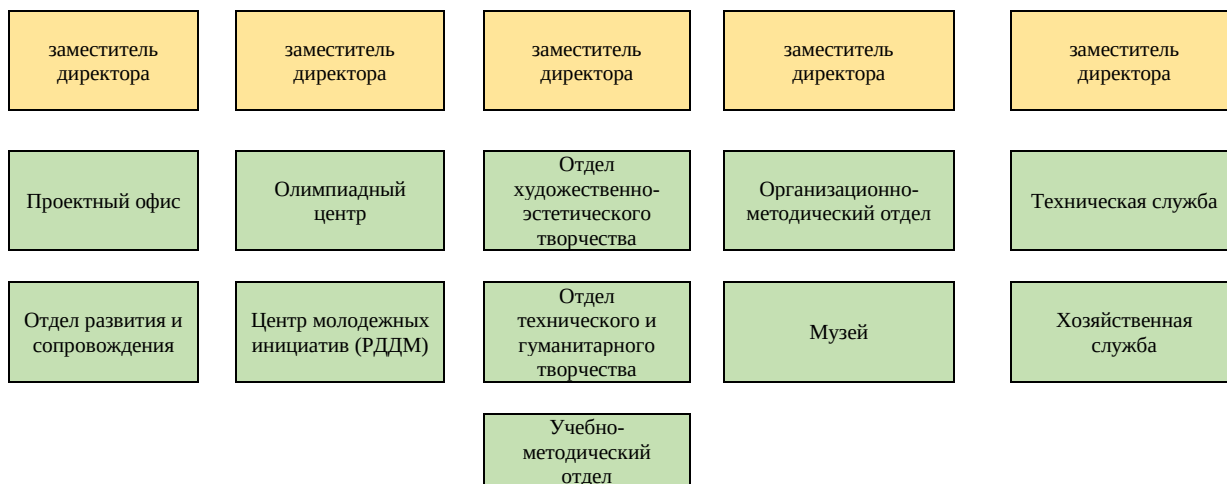 заместитель
директора
заместитель
директора
заместитель
директора
заместитель
директора
заместитель
директора
Проектный офис
Олимпиадный
центр
Отдел
художественно-
эстетического
творчества
Организационно-
методический отдел
Техническая служба
Отдел развития и
сопровождения
Центр молодежных
инициатив (РДДМ)
Отдел
технического и
гуманитарного
творчества
Музей
Хозяйственная
служба
Учебно-
методический
отдел